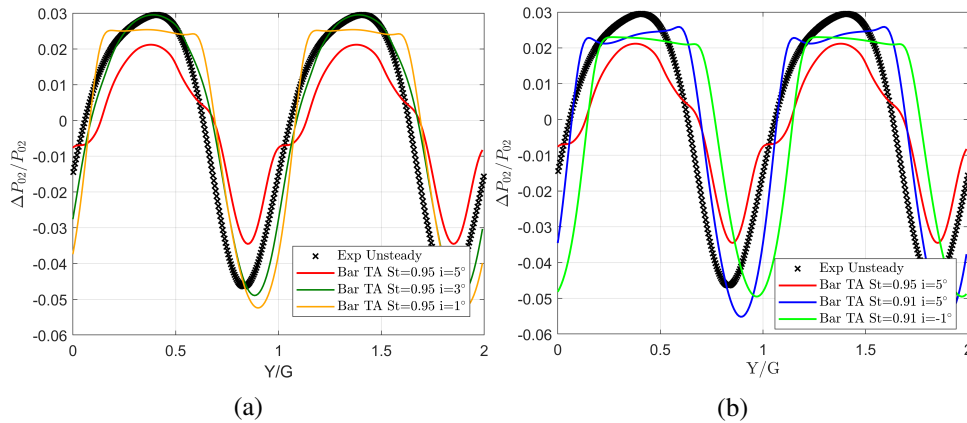 0.03
0.02
0.01
0
-0.01
-0.02
-0.03
-0.04
-0.05
-0.06
ΔP₀₂/P₀₂
0 0.5 1 1.5 2
Y/G
Exp Unsteady
Bar TA St=0.95 i=5°
Bar TA St=0.95 i=3°
Bar TA St=0.95 i=1°
(a)
0.03
0.02
0.01
0
-0.01
-0.02
-0.03
-0.04
-0.05
-0.06
ΔP₀₂/P₀₂
0 0.5 1 1.5 2
Y/G
Exp Unsteady
Bar TA St=0.95 i=5°
Bar TA St=0.91 i=5°
Bar TA St=0.91 i=-1°
(b)